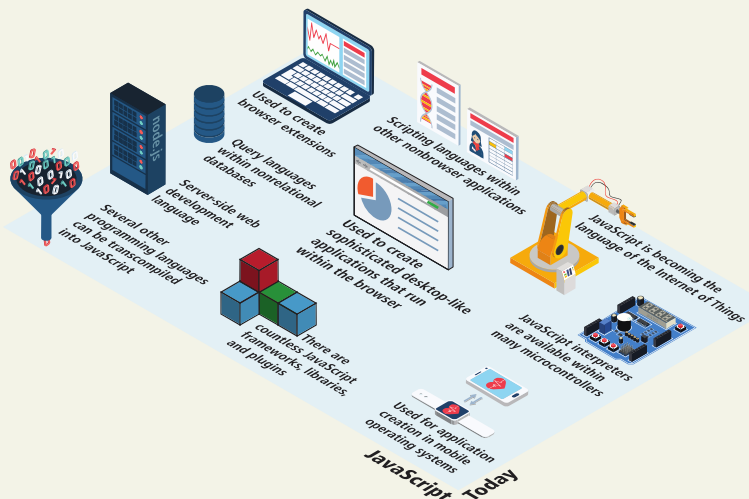 Used to create
browser extensions
Scripting languages within
other nonbrowser applications
node.js
Query languages
within nonrelational
databases
Server-side web
development
language
Several other
programming languages
can be transcompiled
into JavaScript
Used to create
sophisticated desktop-like
applications that run
within the browser
JavaScript is becoming the
language of the Internet of Things
There are
countless JavaScript
frameworks, libraries,
and plugins
JavaScript interpreters
are available within
many microcontrollers
Used for application
creation in mobile
operating systems
JavaScript Today